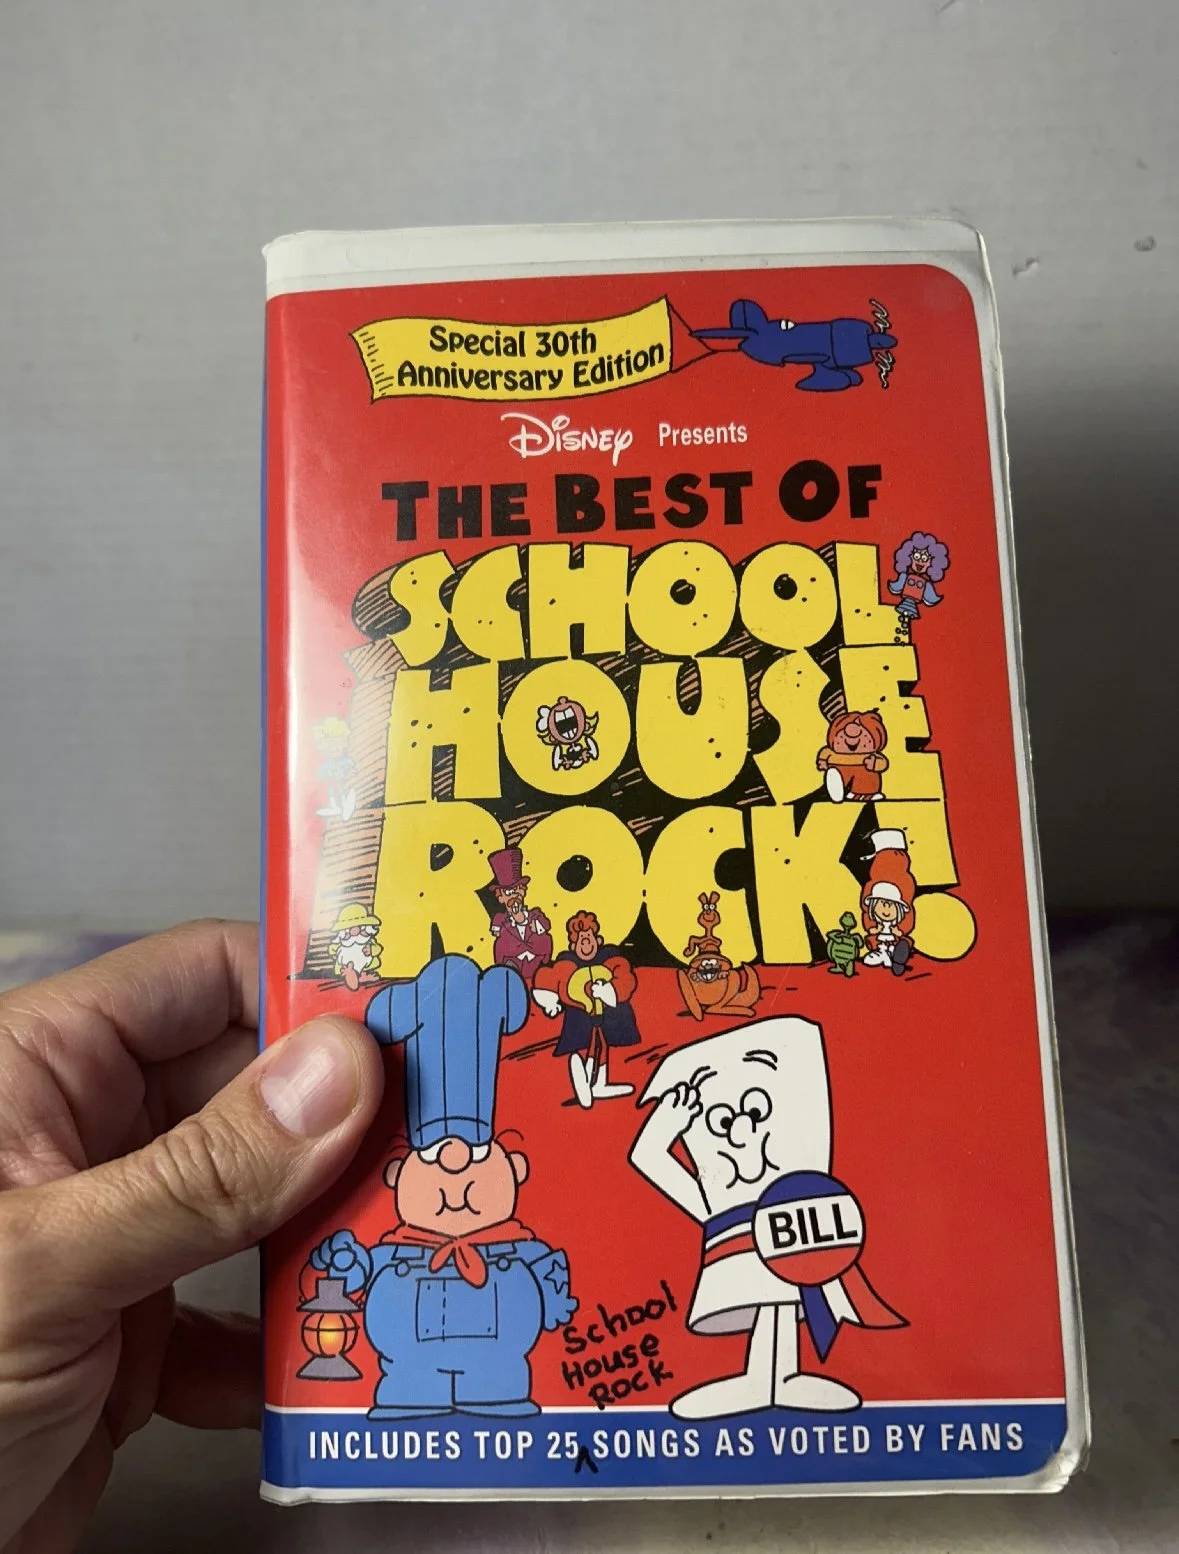 Special 30th
Anniversary Edition
Disney Presents
THE BEST OF
SCHOOL
HOUSE
ROCK!
BILL
School
House
Rock
INCLUDES TOP 25 SONGS AS VOTED BY FANS